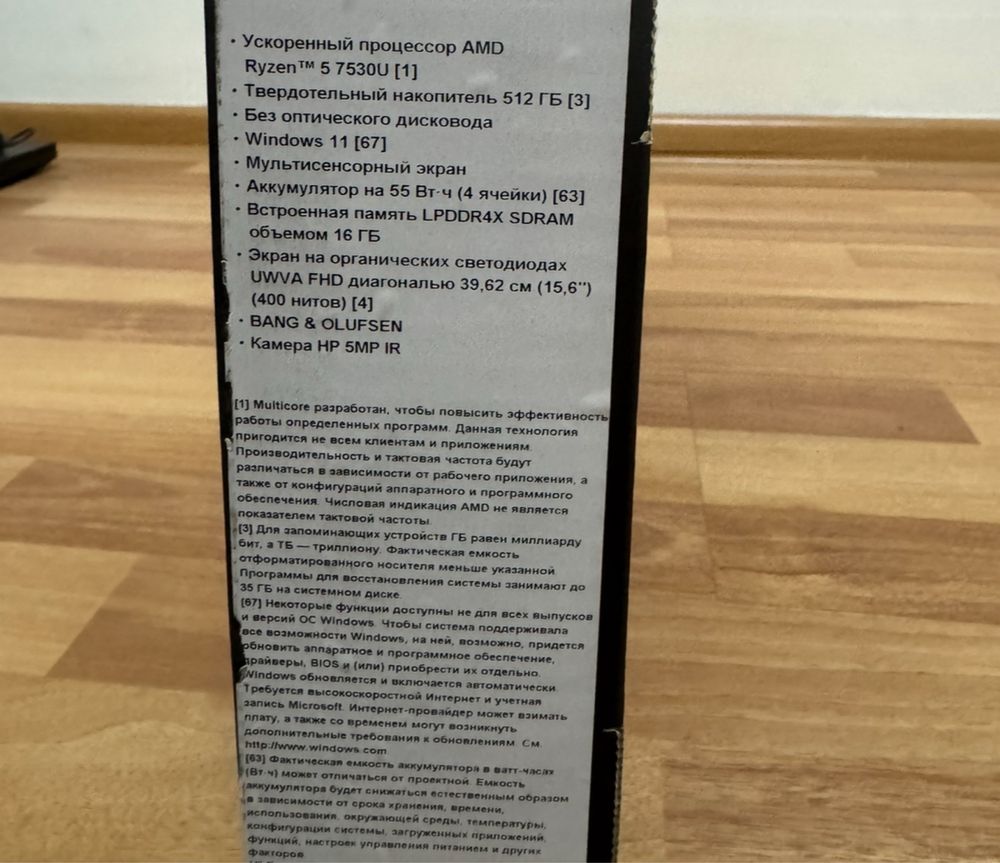 · Ускоренный процессор AMD
Ryzen™ 5 7530U [1]
· Твердотельный накопитель 512 ГБ [3]
· Без оптического дисковода
· Windows 11 [67]
· Мультисенсорный экран
· Аккумулятор на 55 Вт·ч (4 ячейки) [63]
· Встроенная память LPDDR4X SDRAM
объемом 16 ГБ
· Экран на органических светодиодах
UWVA FHD диагональю 39,62 см (15,6'')
(400 нитов) [4]
· BANG & OLUFSEN
· Камера HP 5MP IR
[1] Multicore разработан, чтобы повысить эффективность
работы определенных программ. Данная технология
пригодится не всем клиентам и приложениям.
Производительность и тактовая частота будут
различаться в зависимости от рабочего приложения, а
также от конфигураций аппаратного и программного
обеспечения. Числовая индикация AMD не является
показателем тактовой частоты.
[3] Для запоминающих устройств ГБ равен миллиарду
бит, а ТБ — триллиону. Фактическая емкость
отформатированного носителя меньше указанной.
Программы для восстановления системы занимают до
35 ГБ на системном диске.
[67] Некоторые функции доступны не для всех выпусков
и версий ОС Windows. Чтобы система поддерживала
все возможности Windows, на ней, возможно, придется
обновить аппаратное и программное обеспечение,
драйверы, BIOS и (или) приобрести их отдельно.
Windows обновляется и включается автоматически.
Требуется высокоскоростной Интернет и учетная
запись Microsoft. Интернет-провайдер может взимать
плату, а также со временем могут возникнуть
дополнительные требования к обновлениям. См.
http://www.windows.com
[63] Фактическая емкость аккумулятора в ватт-часах
(Вт·ч) может отличаться от проектной. Емкость
аккумулятора будет снижаться естественным образом
в зависимости от срока хранения, времени,
использования, окружающей среды, температуры,
конфигурации системы, загруженных приложений,
функций, настроек управления питанием и других
факторов.